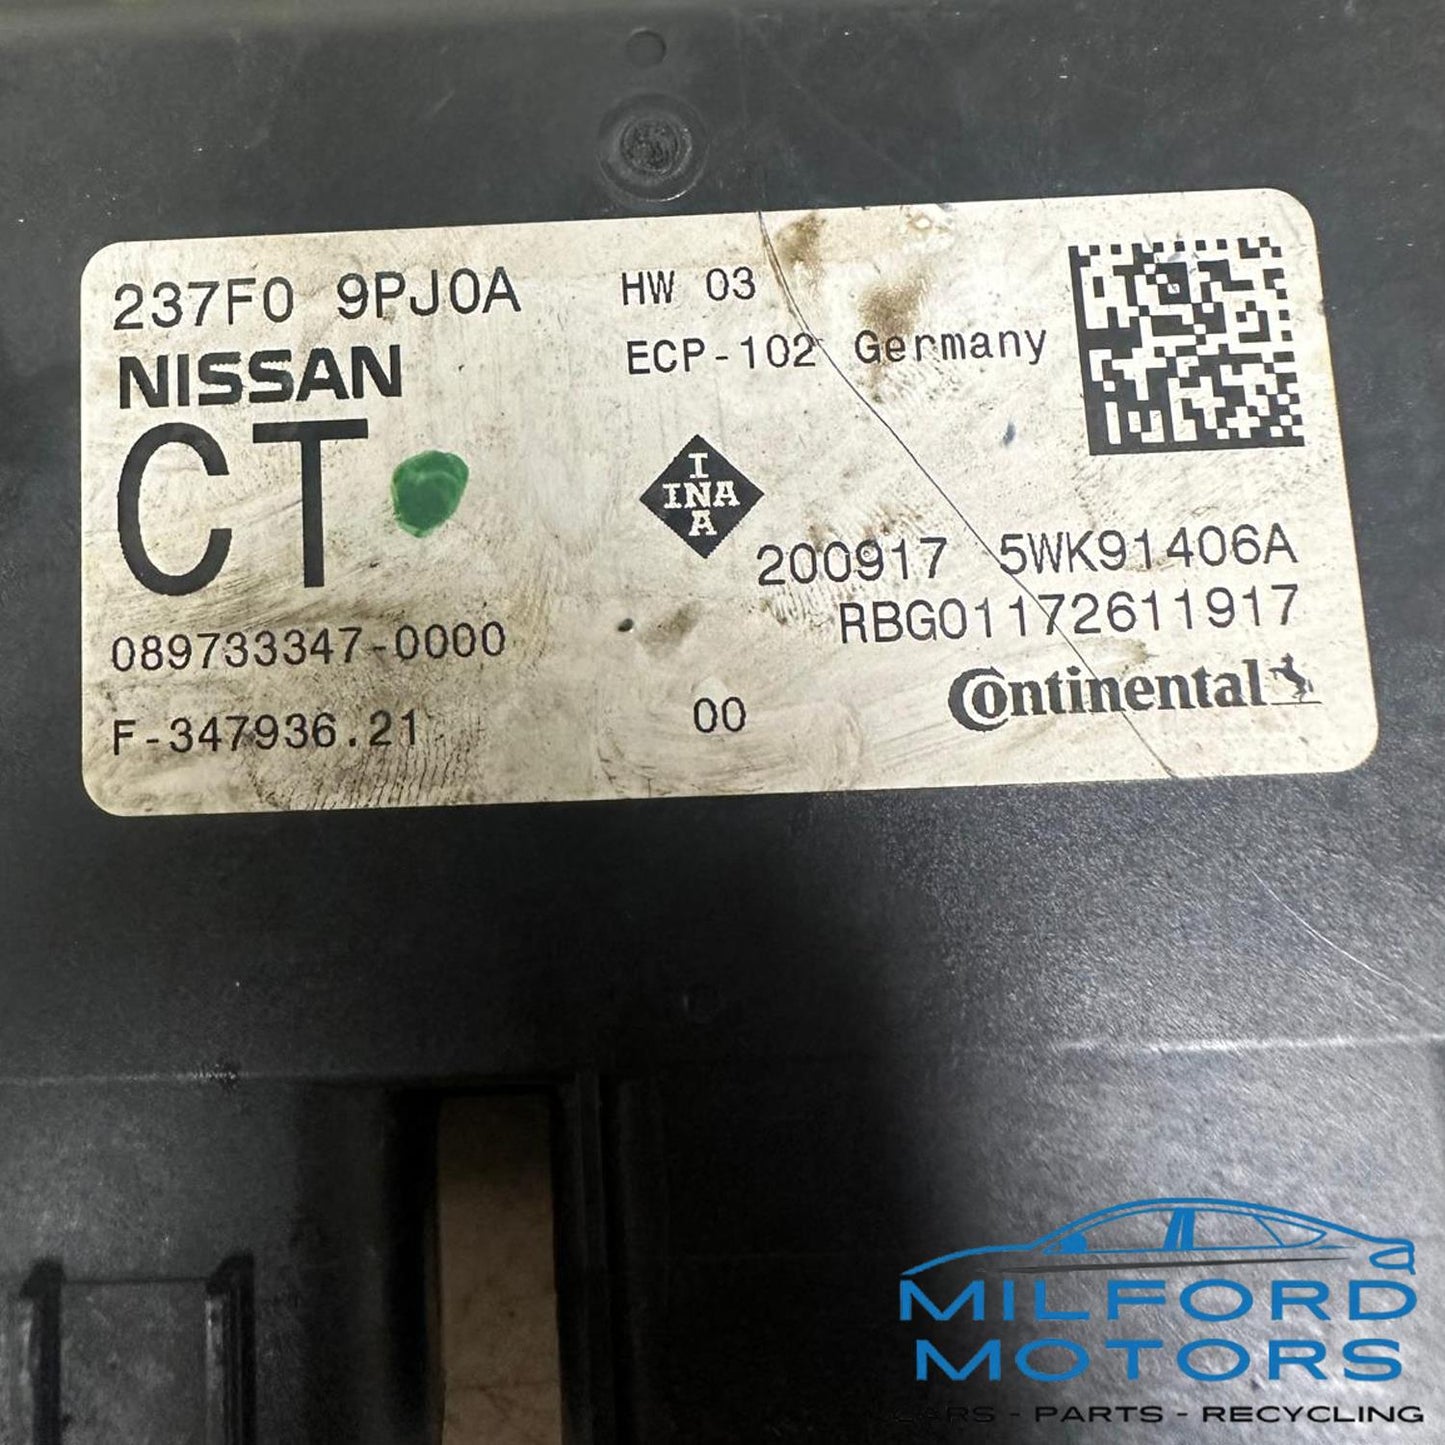 237F0 9PJ0A
HW 03
NISSAN
ECP-102 Germany
CT
I
INA
A
200917 5WK91406A
RBG01172611917
089733347-0000
Continental
F-347936.21
00
MILFORD
MOTORS
CARS - PARTS - RECYCLING